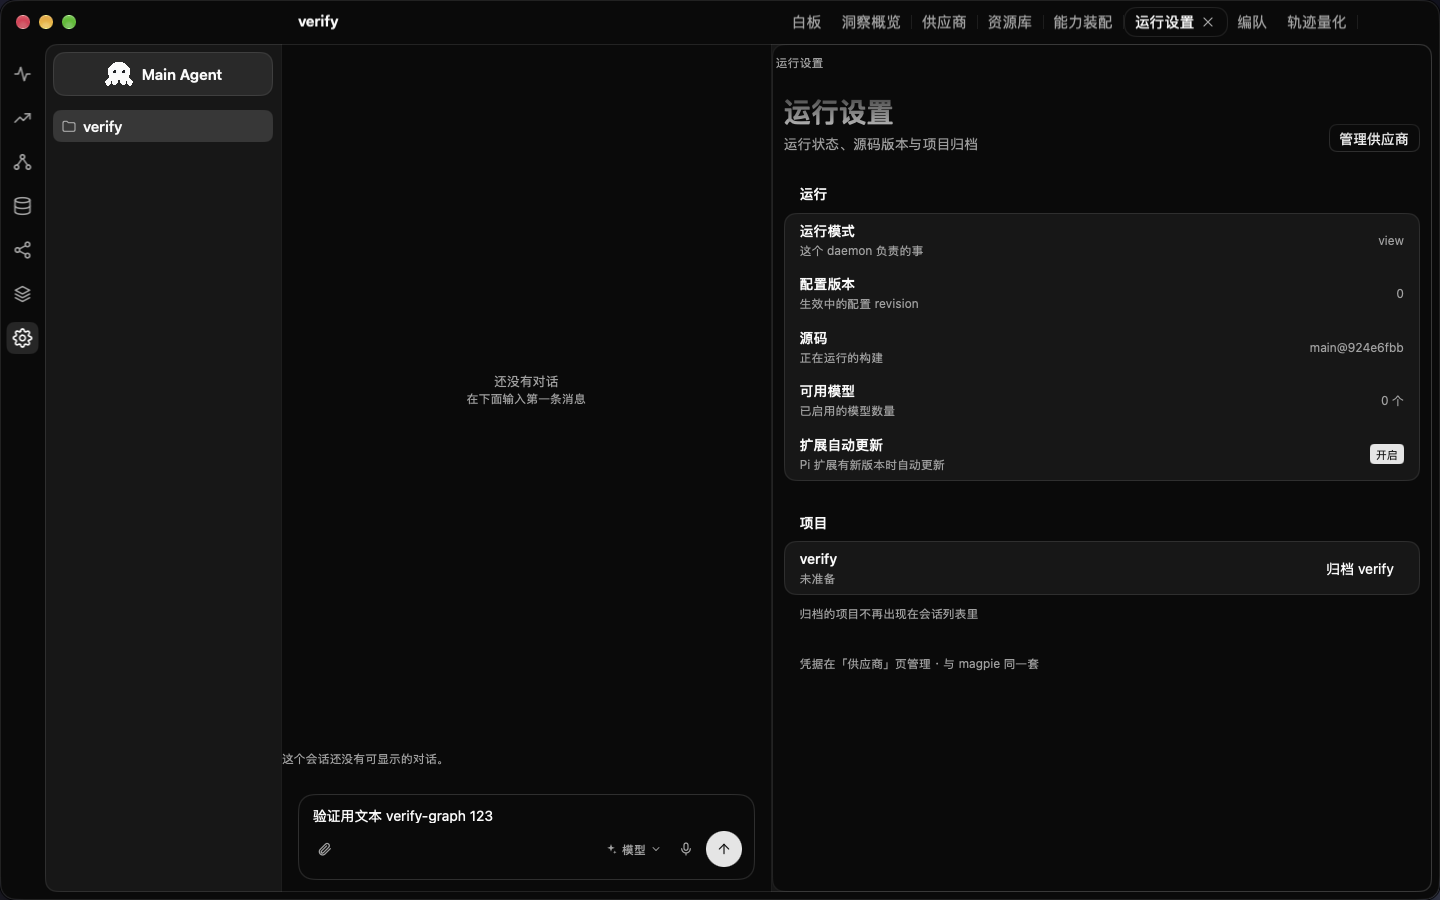 verify
白板 洞察概览 供应商 资源库 能力装配 运行设置 编队 轨迹量化
Main Agent
verify
还没有对话
在下面输入第一条消息
这个会话还没有可显示的对话。
验证用文本 verify-graph 123
模型
运行设置
运行设置
运行状态、源码版本与项目归档
管理供应商
运行
运行模式
这个 daemon 负责的事
view
配置版本
生效中的配置 revision
0
源码
正在运行的构建
main@924e6fbb
可用模型
已启用的模型数量
0 个
扩展自动更新
Pi 扩展有新版本时自动更新
开启
项目
verify
未准备
归档 verify
归档的项目不再出现在会话列表里
凭据在「供应商」页管理 · 与 magpie 同一套